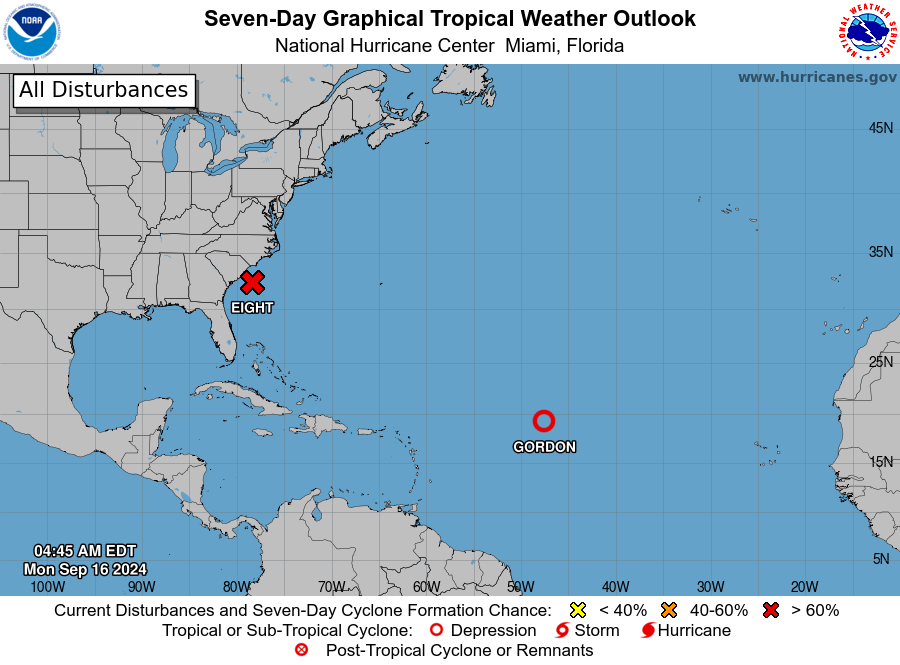 Seven-Day Graphical Tropical Weather Outlook
National Hurricane Center Miami, Florida
NOAA
NATIONAL WEATHER SERVICE
All Disturbances
www.hurricanes.gov
45N
35N
EIGHT
25N
GORDON
15N
04:45 AM EDT
Mon Sep 16 2024
5N
100W 90W 80W 70W 60W 50W 40W 30W 20W
Current Disturbances and Seven-Day Cyclone Formation Chance: < 40% 40-60% > 60%
Tropical or Sub-Tropical Cyclone: Depression Storm Hurricane
Post-Tropical Cyclone or Remnants